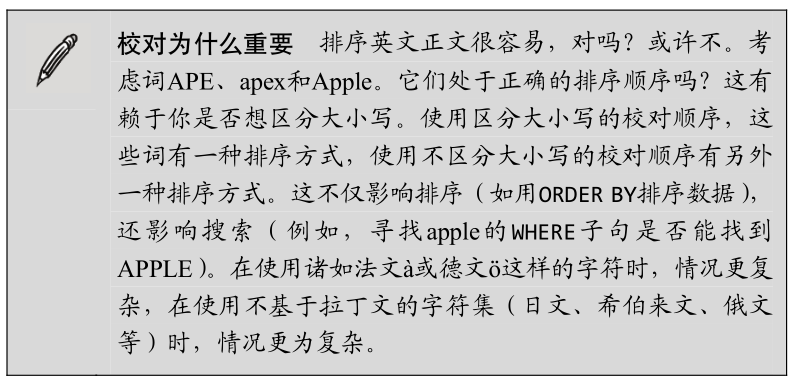 校对为什么重要　排序英文正文很容易，对吗？或许不。考
虑词APE、apex和Apple。它们处于正确的排序顺序吗？这有
赖于你是否想区分大小写。使用区分大小写的校对顺序，这
些词有一种排序方式，使用不区分大小写的校对顺序有另外
一种排序方式。这不仅影响排序（如用ORDER BY排序数据），
还影响搜索（例如，寻找apple的WHERE子句是否能找到
APPLE）。在使用诸如法文à或德文ö这样的字符时，情况更复
杂，在使用不基于拉丁文的字符集（日文、希伯来文、俄文
等）时，情况更为复杂。